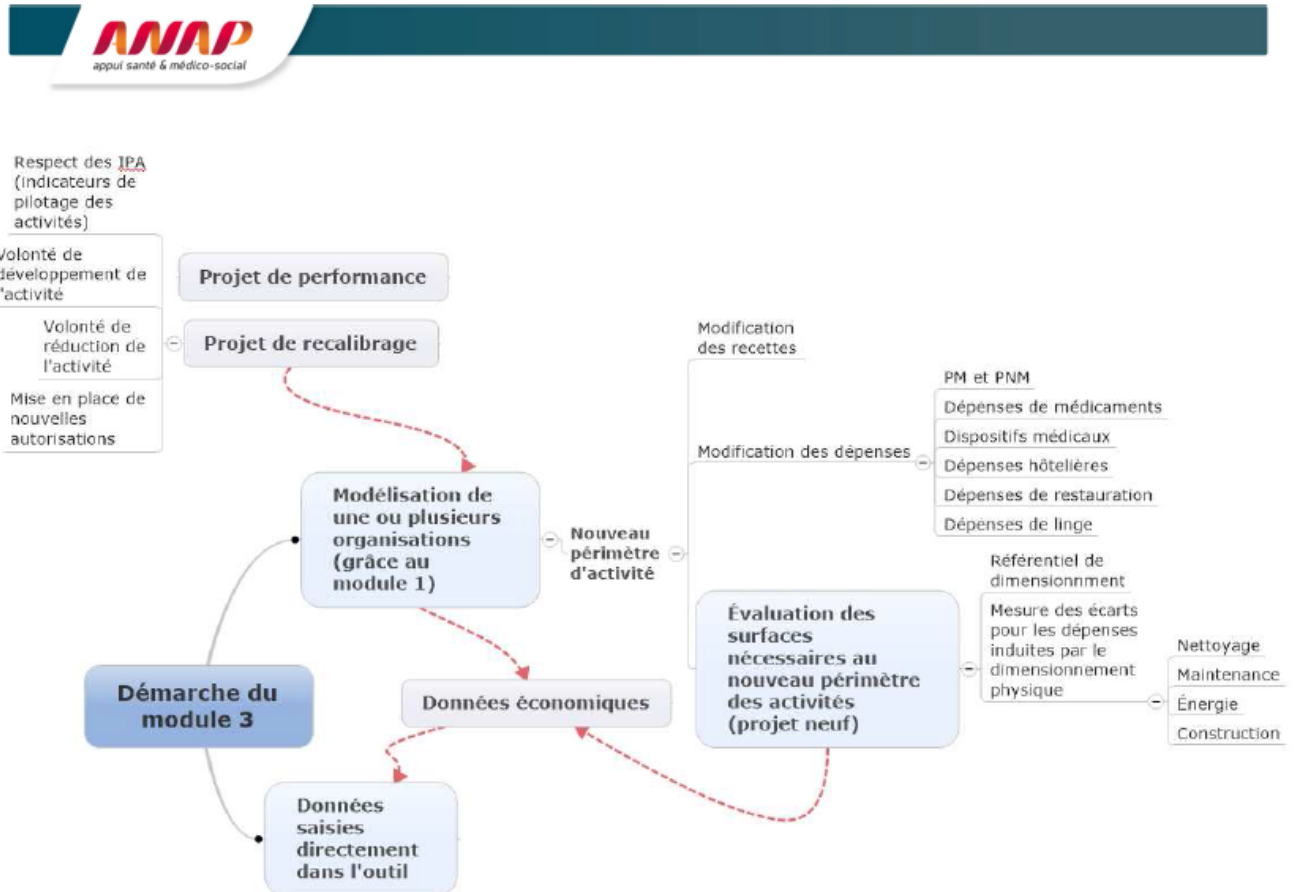 ANAP
appui santé & médico-social
Respect des IPA
(indicateurs de
pilotage des
activités)
Volonté de
développement de
l'activité
Volonté de
réduction de
l'activité
Mise en place de
nouvelles
autorisations
Projet de performance
Projet de recalibrage
Modélisation de
une ou plusieurs
organisations
(grâce au
module 1)
Nouveau
périmètre
d'activité
Modification
des recettes
Modification des dépenses
PM et PNM
Dépenses de médicaments
Dispositifs médicaux
Dépenses hôtelières
Dépenses de restauration
Dépenses de linge
Évaluation des
surfaces
nécessaires au
nouveau périmètre
des activités
(projet neuf)
Référentiel de
dimensionnment
Mesure des écarts
pour les dépenses
induites par le
dimensionnement
physique
Nettoyage
Maintenance
Énergie
Construction
Démarche du
module 3
Données économiques
Données
saisies
directement
dans l'outil